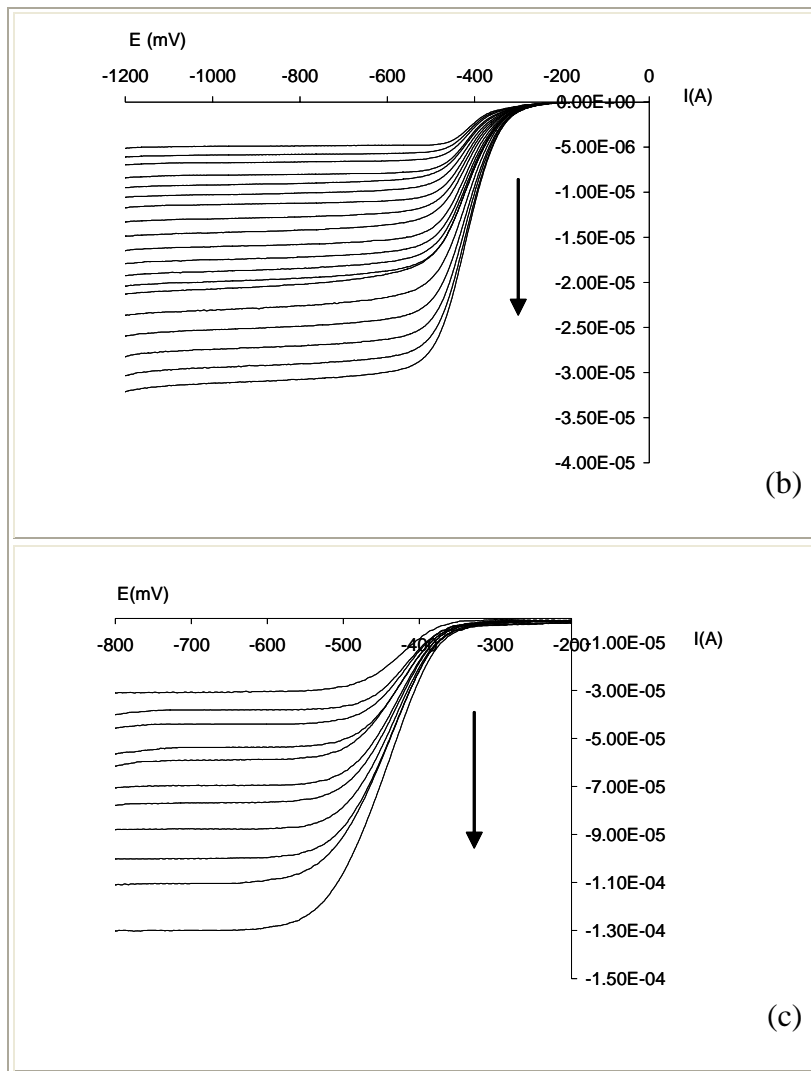 E (mV)
-1200 -1000 -800 -600 -400 -200 0
I(A)
0.00E+00
-5.00E-06
-1.00E-05
-1.50E-05
-2.00E-05
-2.50E-05
-3.00E-05
-3.50E-05
-4.00E-05
(b)
E(mV)
-800 -700 -600 -500 -400 -300 -200
-1.00E-05 I(A)
-3.00E-05
-5.00E-05
-7.00E-05
-9.00E-05
-1.10E-04
-1.30E-04
-1.50E-04
(c)